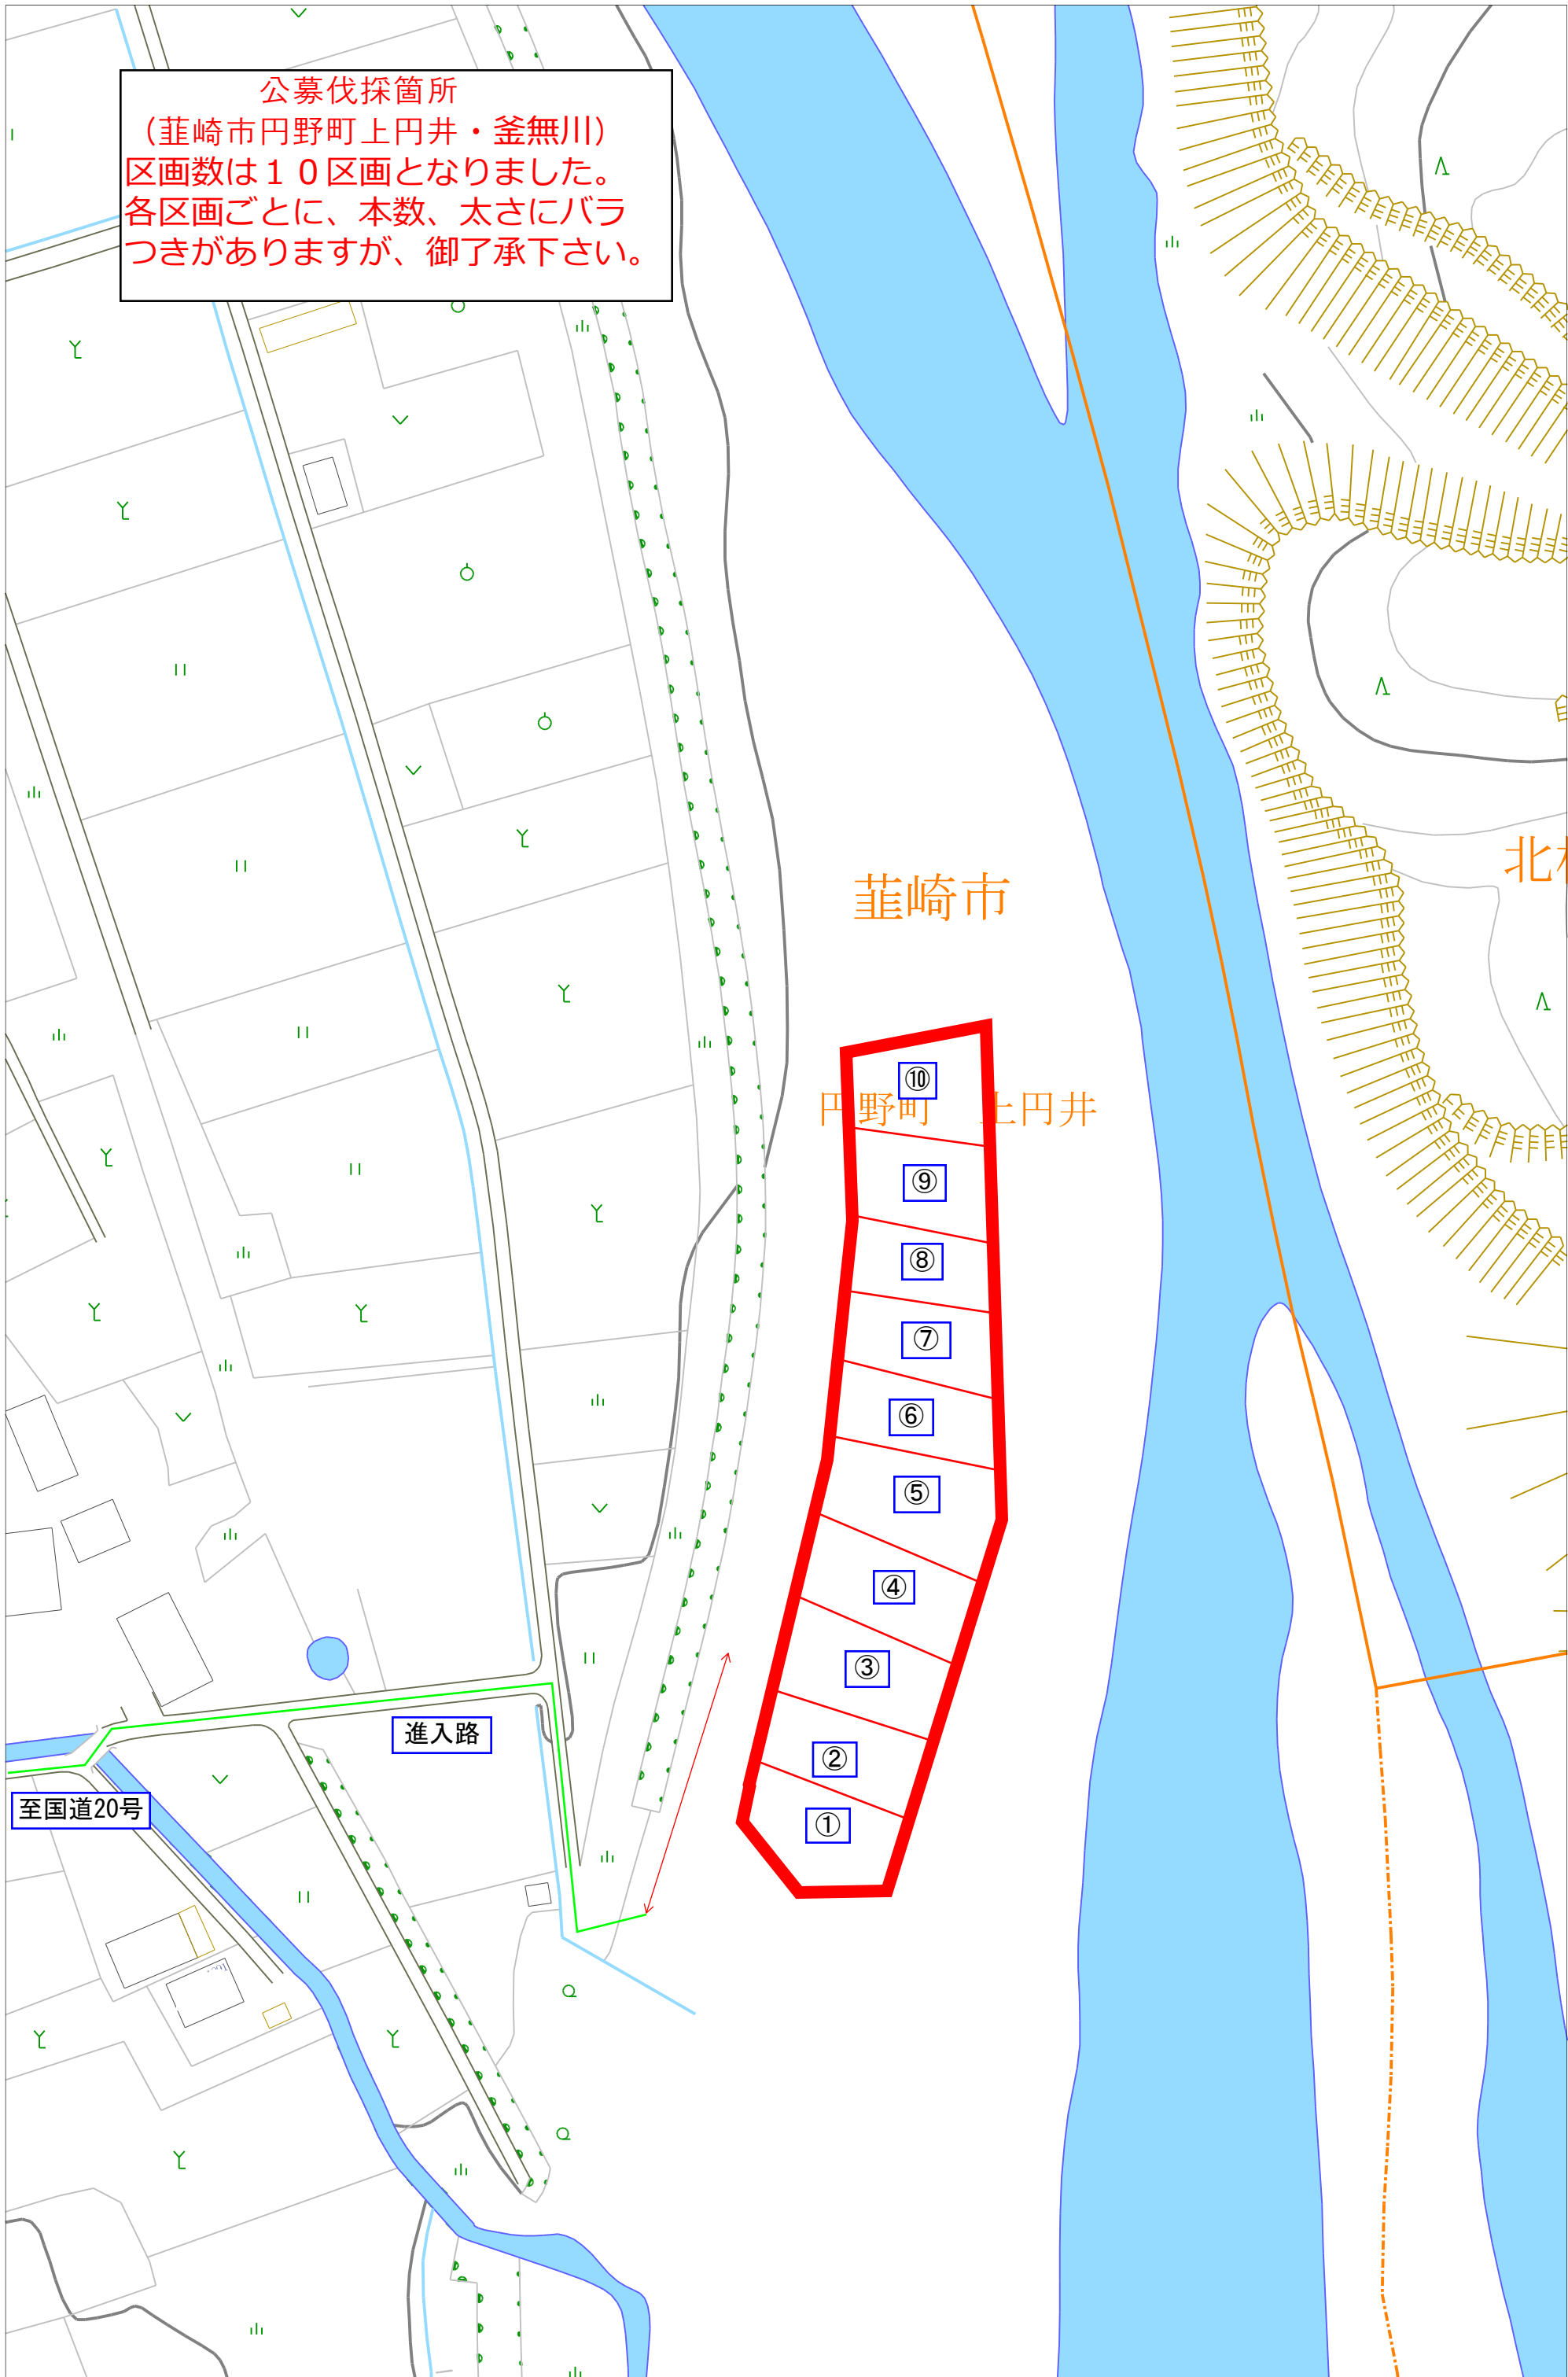 公募伐採箇所
（韮崎市円野町上円井・釜無川）
区画数は１０区画となりました。
各区画ごとに、本数、太さにバラ
つきがありますが、御了承下さい。
韮崎市
北
⑩
円野町　上円井
⑨
⑧
⑦
⑥
⑤
④
③
進入路
②
至国道20号
①